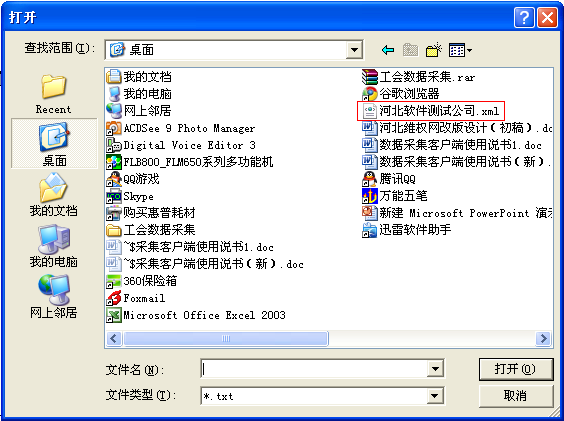 打开
查找范围(I):
桌面
Recent
桌面
我的文档
我的电脑
网上邻居
我的文档
我的电脑
网上邻居
ACDSee 9 Photo Manager
Digital Voice Editor 3
FLB800_FLM650系列多功能机
QQ游戏
Skype
购买惠普耗材
工会数据采集
~$采集客户端使用说书1.doc
~$采集客户端使用说书（新）.doc
360保险箱
Foxmail
Microsoft Office Excel 2003
工会数据采集.rar
谷歌浏览器
河北软件测试公司.xml
河北维权网改版设计（初稿）.do
数据采集客户端使用说书1.doc
数据采集客户端使用说书（新）.
腾讯QQ
万能五笔
新建 Microsoft PowerPoint 演示
迅雷软件助手
文件名(N):
打开(O)
文件类型(T):
*.txt
取消